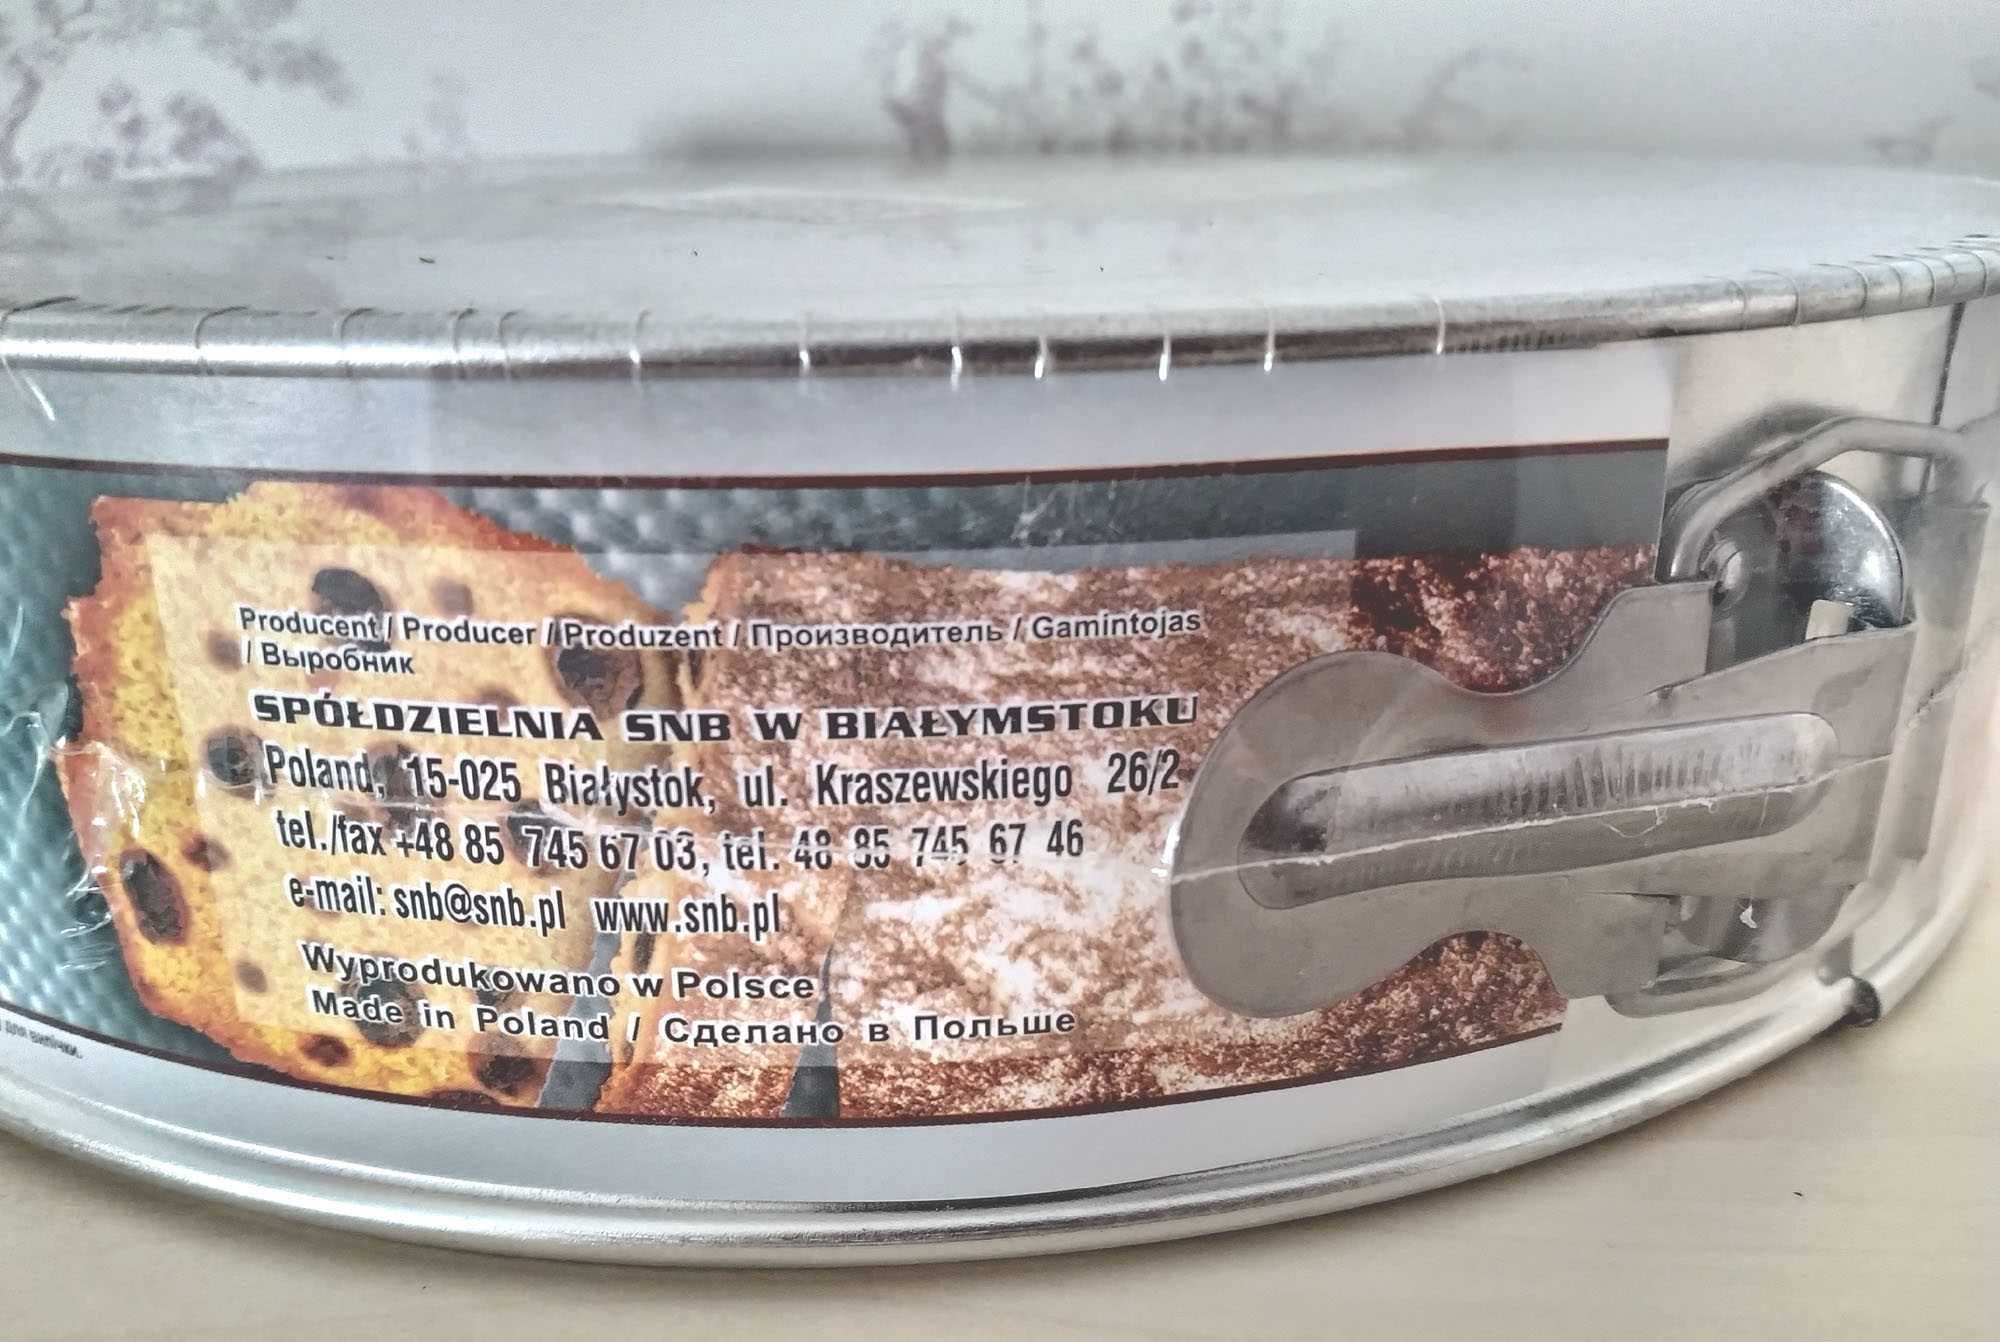 Producent / Producer / Produzent / Производитель / Gamintojas
/ Выробник
SPÓŁDZIELNIA SNB W BIAŁYMSTOKU
Poland, 15-025 Białystok, ul. Kraszewskiego 26/2
tel./fax +48 85 745 67 03, tel. 48 85 745 67 46
e-mail: snb@snb.pl www.snb.pl
Wyprodukowano w Polsce
Made in Poland / Сделано в Польше
для випічки.